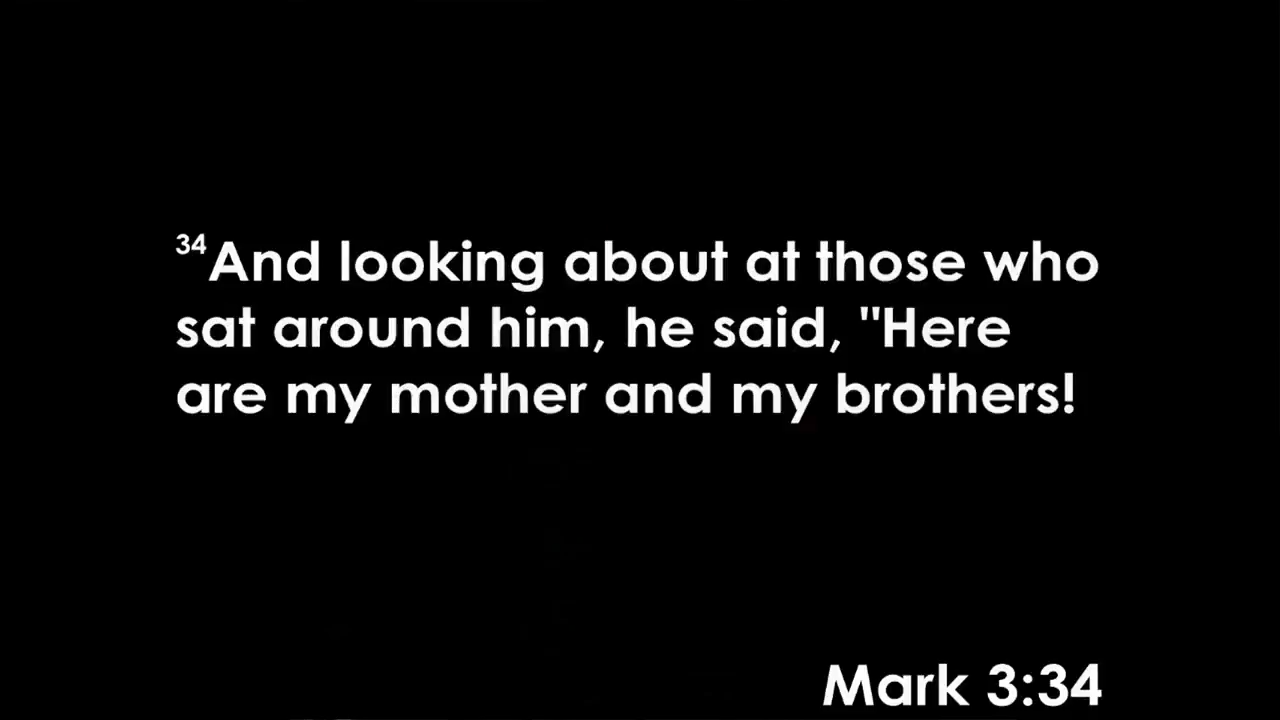 34And looking about at those who
sat around him, he said, "Here
are my mother and my brothers!
Mark 3:34